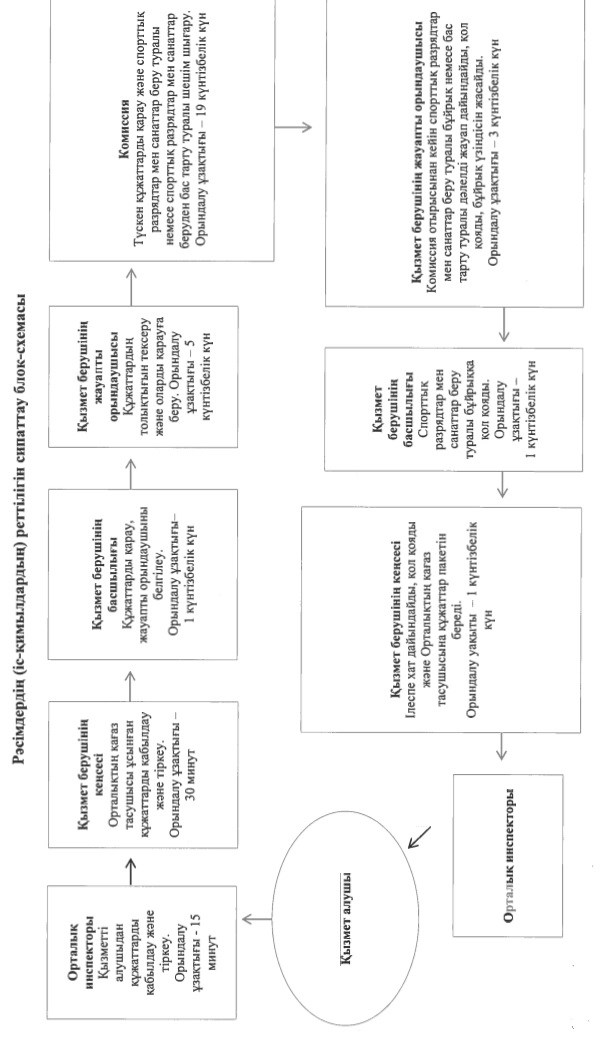 Рәсімдердің (іс-қимылдардың) реттілігін сипаттау блок-схемасы
Орталық
инспекторы
Қызметті
алушыдан
құжаттарды
қабылдау және
тіркеу.
Орындалу
ұзақтығы - 15
минут
Қызмет берушінің
кеңсесі
Орталықтың қағаз
тасушысы ұсынған
құжаттарды қабылдау
және тіркеу.
Орындалу ұзақтығы –
30 минут
Қызмет берушінің
басшылығы
Құжаттарды қарау,
жауапты орындаушыны
белгілеу.
Орындалу ұзақтығы–
1 күнтізбелік күн
Қызмет берушінің
жауапты
орындаушысы
Құжаттардың
толықтығын тексеру
және оларды қарауға
беру. Орындалу
ұзақтығы – 5
күнтізбелік күн
Комиссия
Түскен құжаттарды қарау және спорттық
разрядтар мен санаттар беру туралы
немесе спорттық разрядтар мен санаттар
беруден бас тарту туралы шешім шығару.
Орындалу ұзақтығы – 19 күнтізбелік күн
Қызмет берушінің жауапты орындаушысы
Комиссия отырысынан кейін спорттық разрядтар
мен санаттар беру туралы бұйрық немесе бас
тарту туралы дәлелді жауап дайындайды, қол
қояды, бұйрық үзіндісін жасайды.
Орындалу ұзақтығы – 3 күнтізбелік күн
Қызмет
берушінің
басшылығы
Спорттық
разрядтар мен
санаттар беру
туралы бұйрыққа
қол қояды.
Орындалу
ұзақтығы –
1 күнтізбелік күн
Қызмет берушінің кеңсесі
Ілеспе хат дайындайды, қол қояды
және Орталықтың қағаз
тасушысына құжаттар пакетін
береді.
Орындалу уақыты – 1 күнтізбелік
күн
Орталық инспекторы
Қызмет алушы